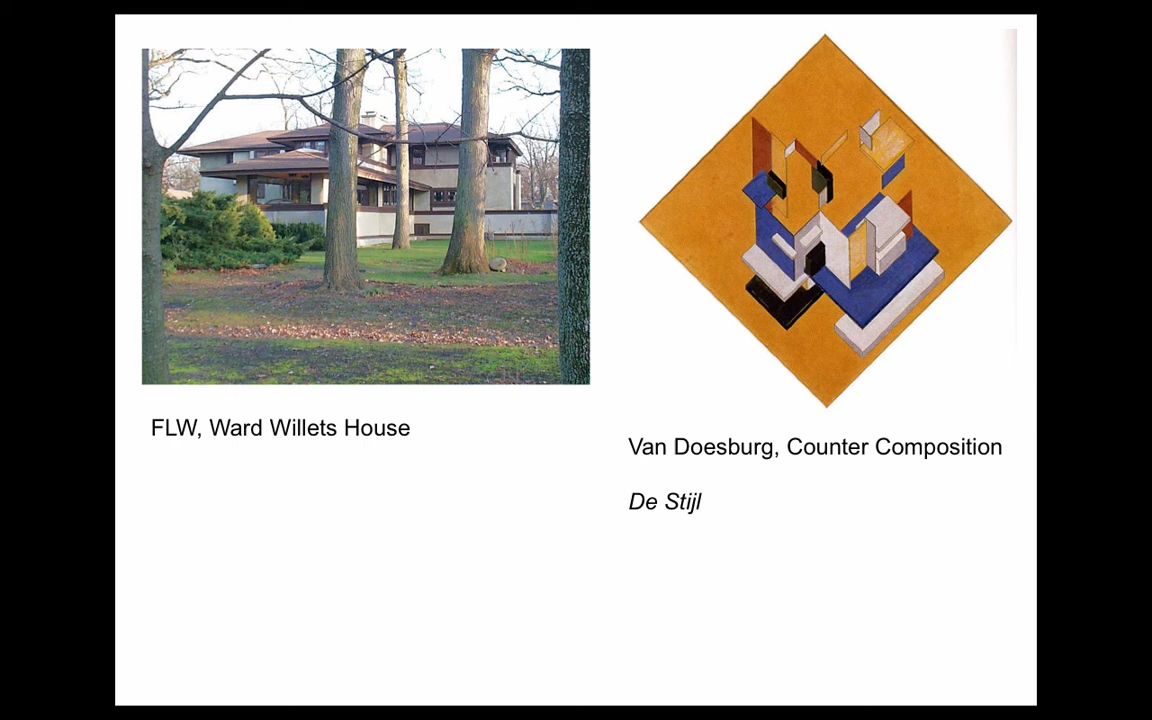 FLW, Ward Willets House
Van Doesburg, Counter Composition
De Stijl